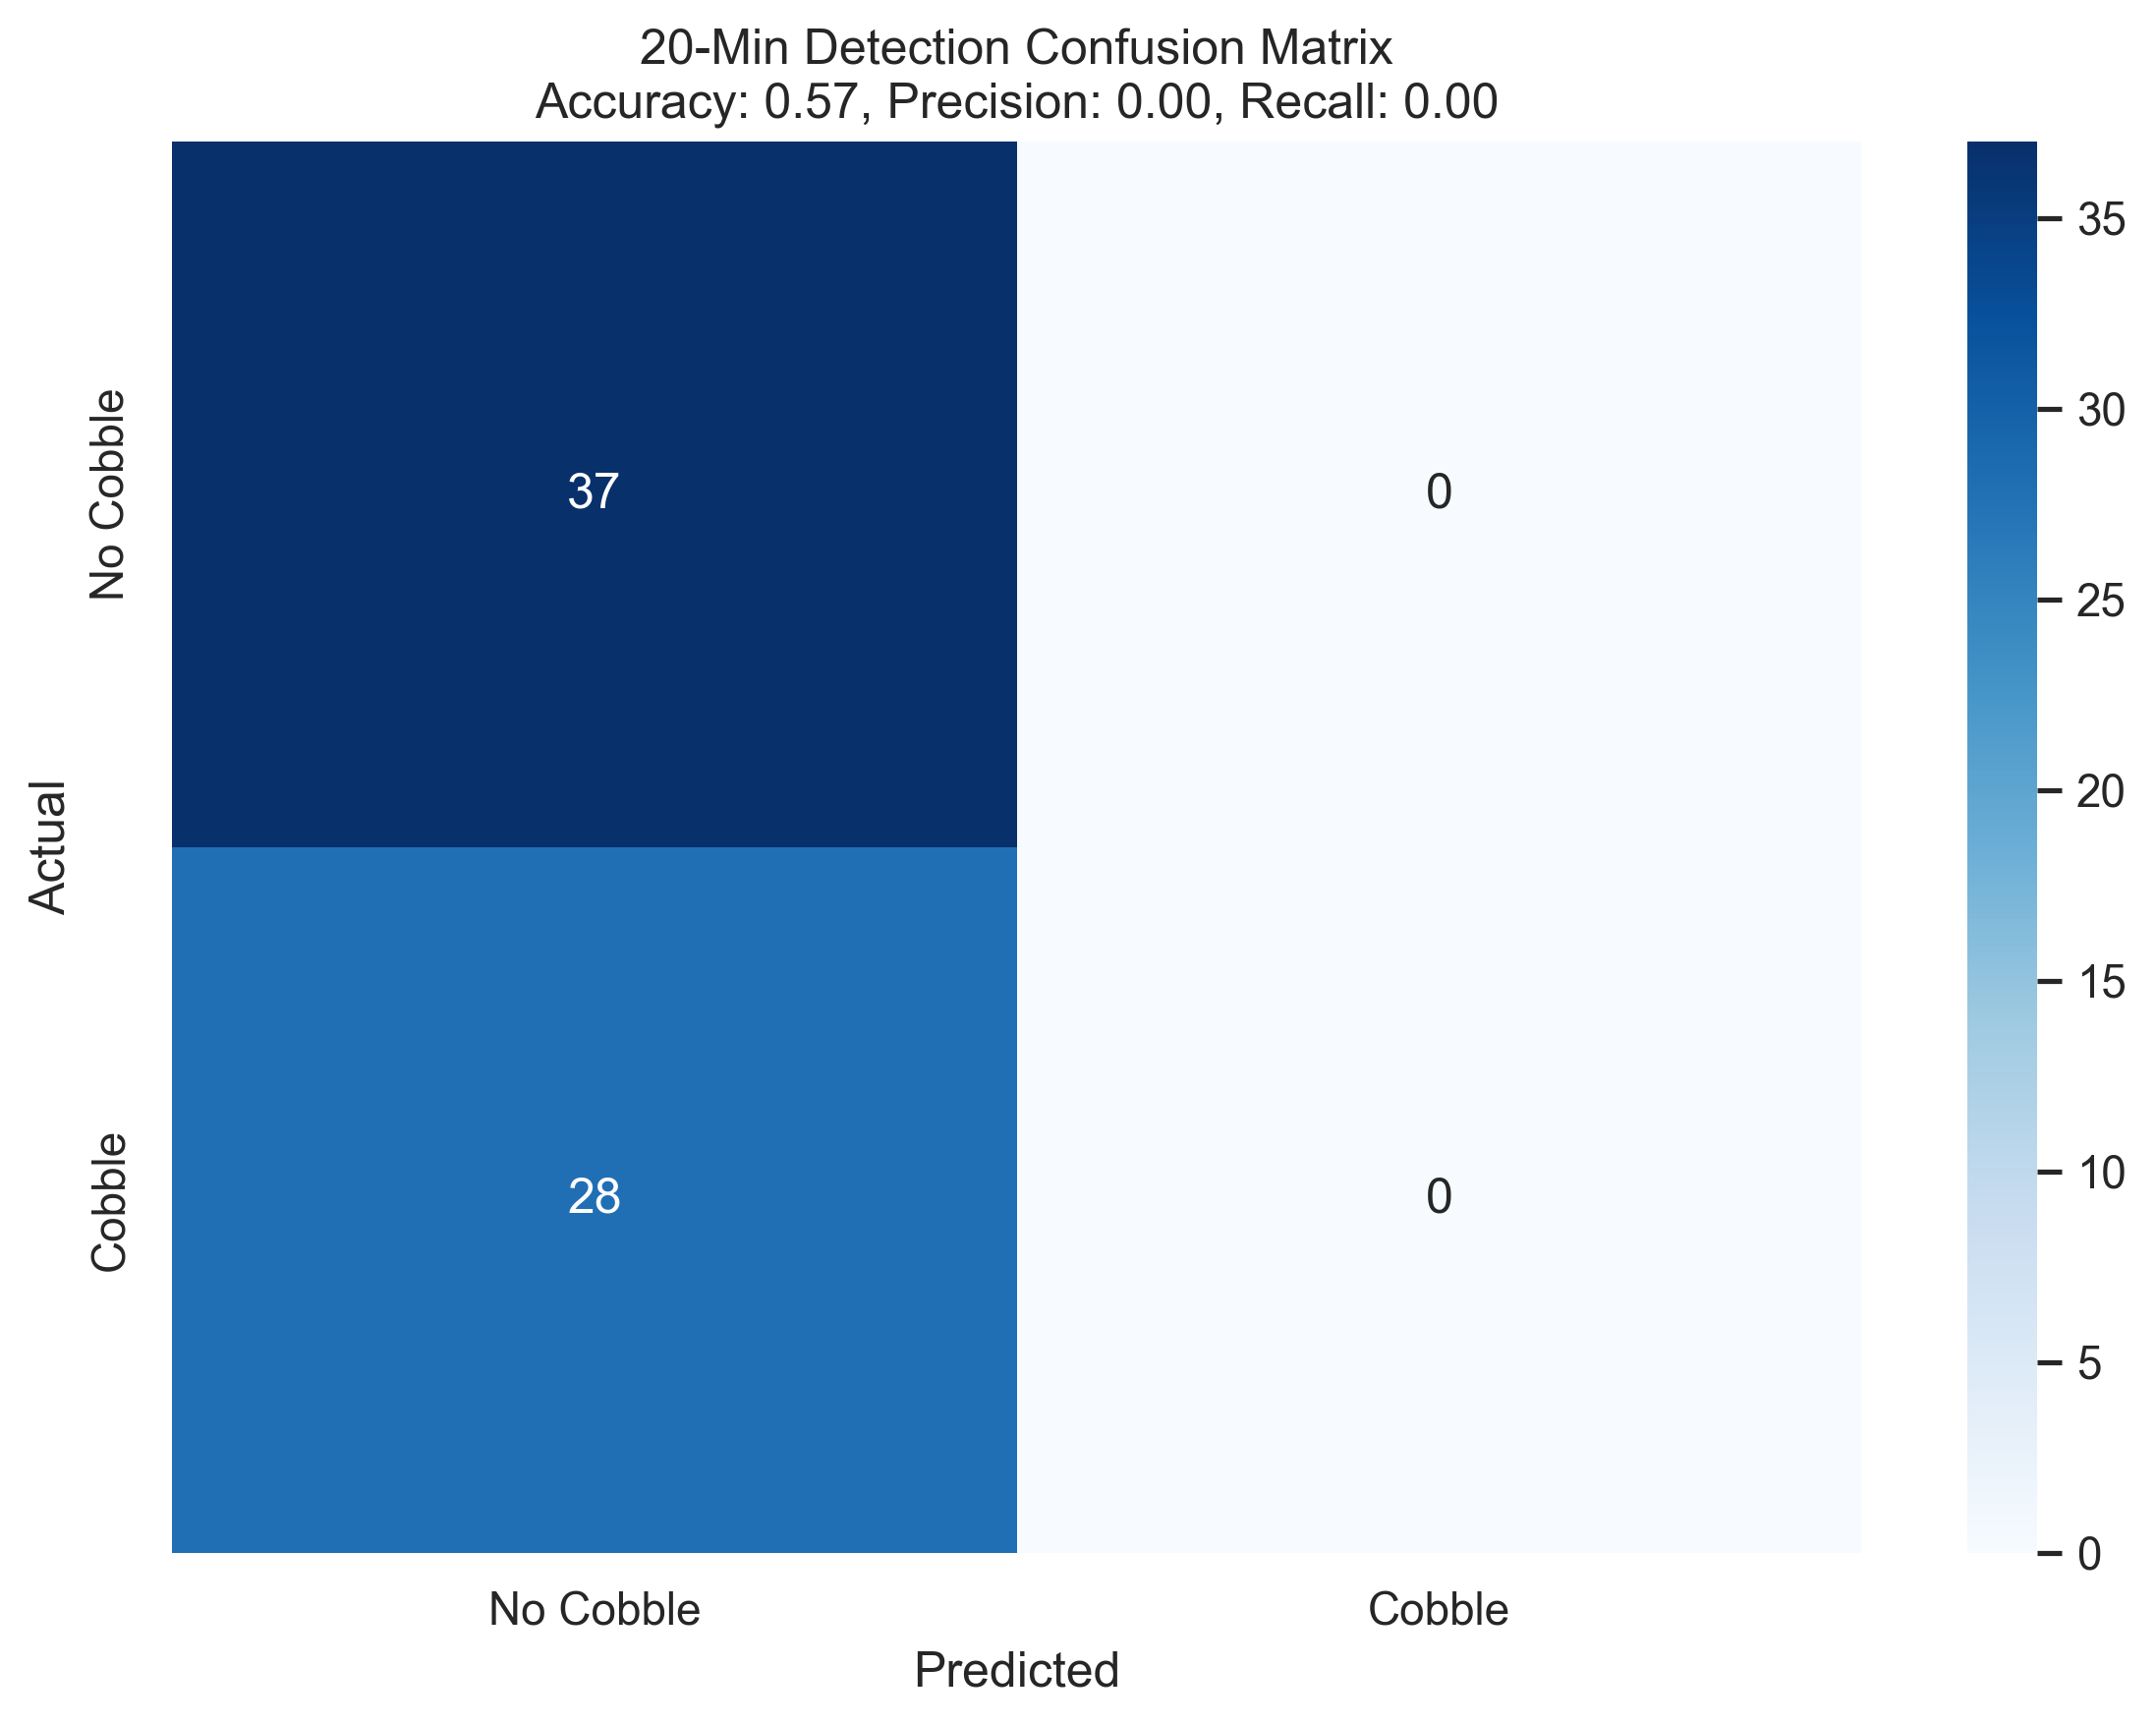 20-Min Detection Confusion Matrix
Accuracy: 0.57, Precision: 0.00, Recall: 0.00
Actual
No Cobble
Cobble
37
0
28
0
No Cobble
Cobble
Predicted
35
30
25
20
15
10
5
0